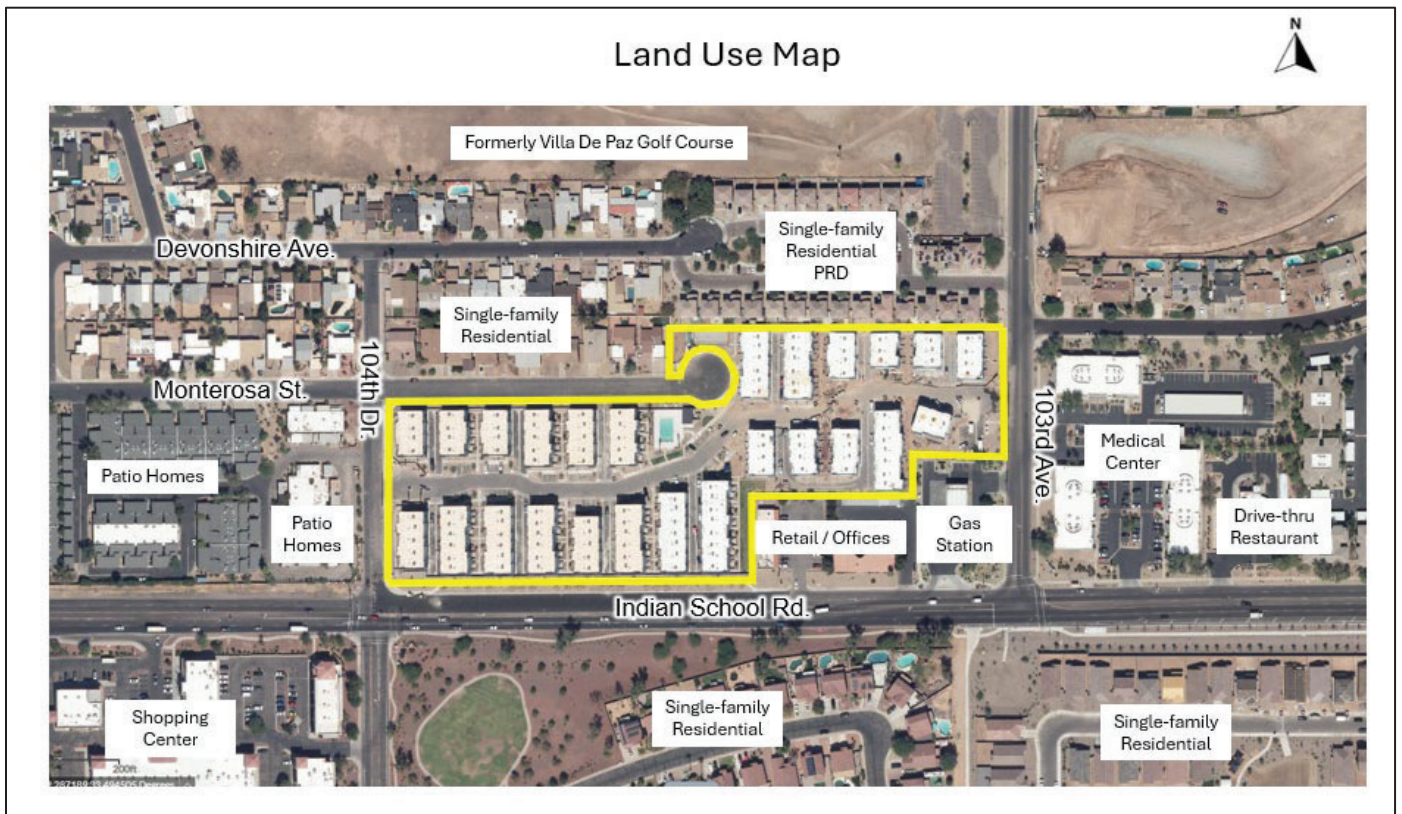 N
Land Use Map
Formerly Villa De Paz Golf Course
Devonshire Ave.
Single-family
Residential
PRD
Single-family
Residential
Monterosa St.
104th Dr.
103rd Ave.
Patio Homes
Patio
Homes
Medical
Center
Retail / Offices
Gas
Station
Drive-thru
Restaurant
Indian School Rd.
Shopping
Center
Single-family
Residential
Single-family
Residential
200ft